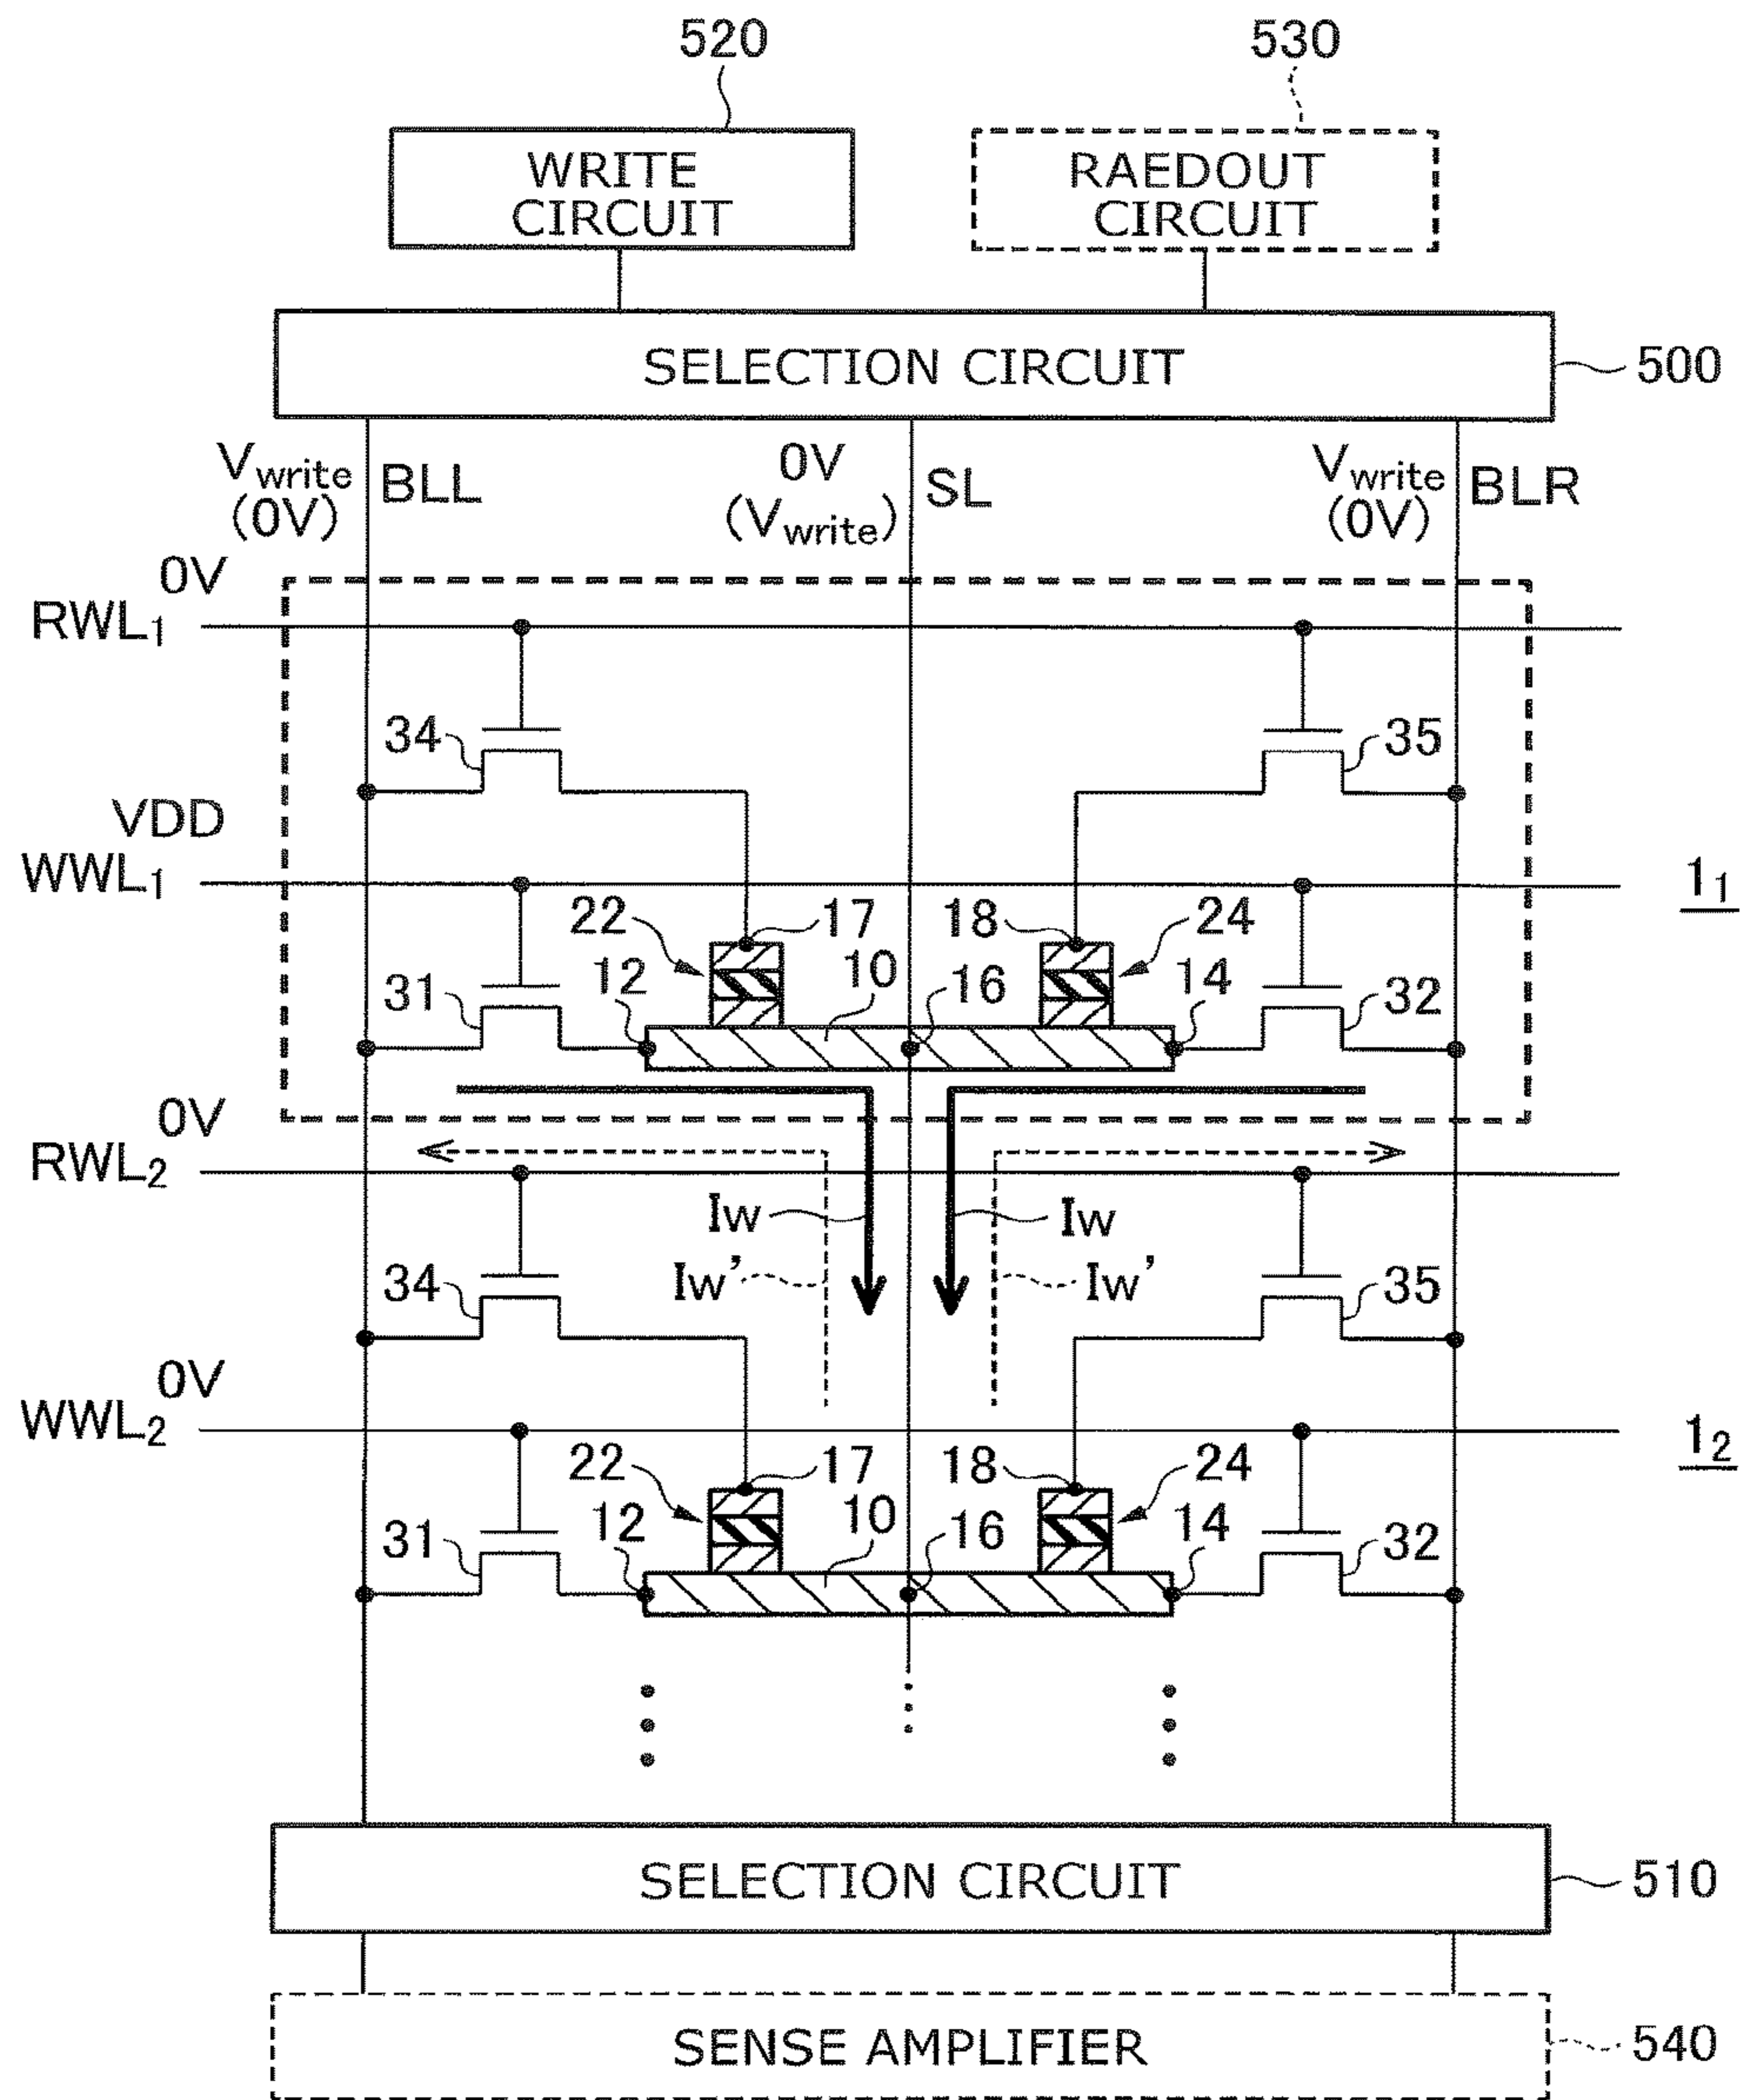 520
530
WRITE
CIRCUIT
RAEDOUT
CIRCUIT
SELECTION CIRCUIT
500
Vwrite
(0V)
BLL
0V
(Vwrite)
SL
Vwrite
(0V)
BLR
0V
RWL1
34
35
VDD
WWL1
11
22
17
18
24
31
12
10
16
14
32
0V
RWL2
Iw
Iw
Iw'
Iw'
34
35
0V
WWL2
12
22
17
18
24
31
12
10
16
14
32
SELECTION CIRCUIT
510
SENSE AMPLIFIER
540